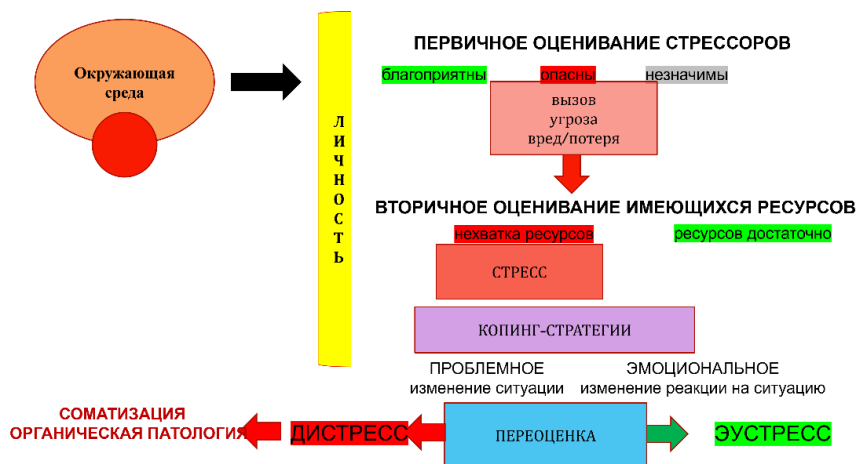 Окружающая
среда
ЛИЧНОСТЬ
ПЕРВИЧНОЕ ОЦЕНИВАНИЕ СТРЕССОРОВ
благоприятны опасны незначимы
вызов
угроза
вред/потеря
ВТОРИЧНОЕ ОЦЕНИВАНИЕ ИМЕЮЩИХСЯ РЕСУРСОВ
нехватка ресурсов ресурсов достаточно
СТРЕСС
КОПИНГ-СТРАТЕГИИ
ПРОБЛЕМНОЕ ЭМОЦИОНАЛЬНОЕ
изменение ситуации изменение реакции на ситуацию
СОМАТИЗАЦИЯ
ОРГАНИЧЕСКАЯ ПАТОЛОГИЯ
ДИСТРЕСС ПЕРЕОЦЕНКА ЭУСТРЕСС